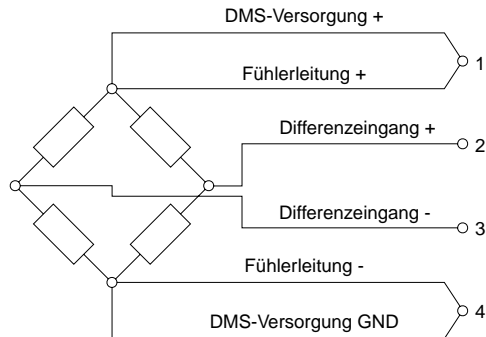 DMS-Versorgung +
1
Fühlerleitung +
Differenzeingang +
2
Differenzeingang -
3
Fühlerleitung -
4
DMS-Versorgung GND